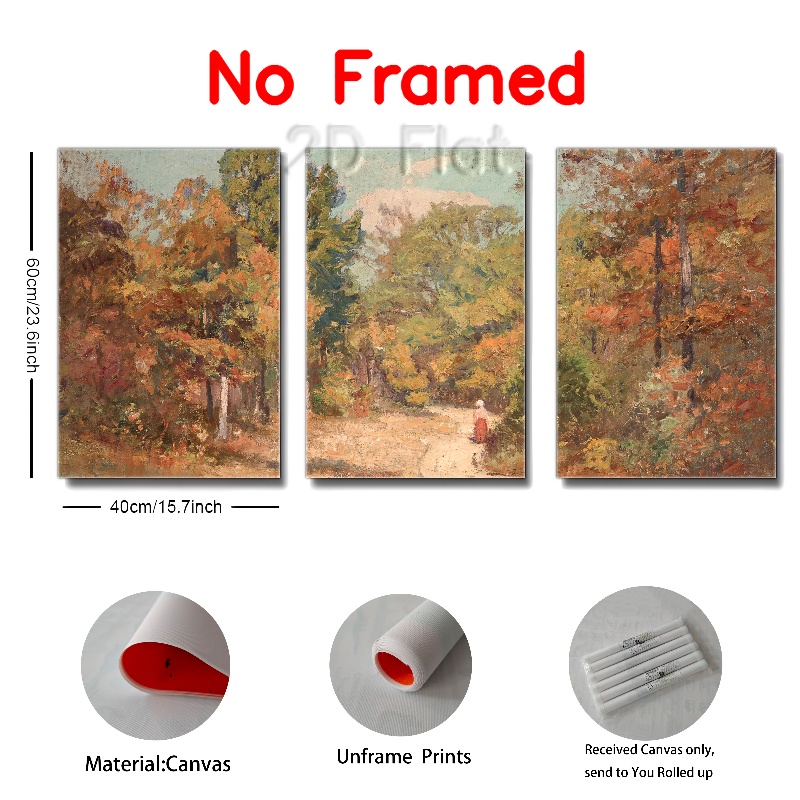 No Framed
2D Flat
60cm/23.6inch
40cm/15.7inch
Material:Canvas
Unframe Prints
Received Canvas only,
send to You Rolled up